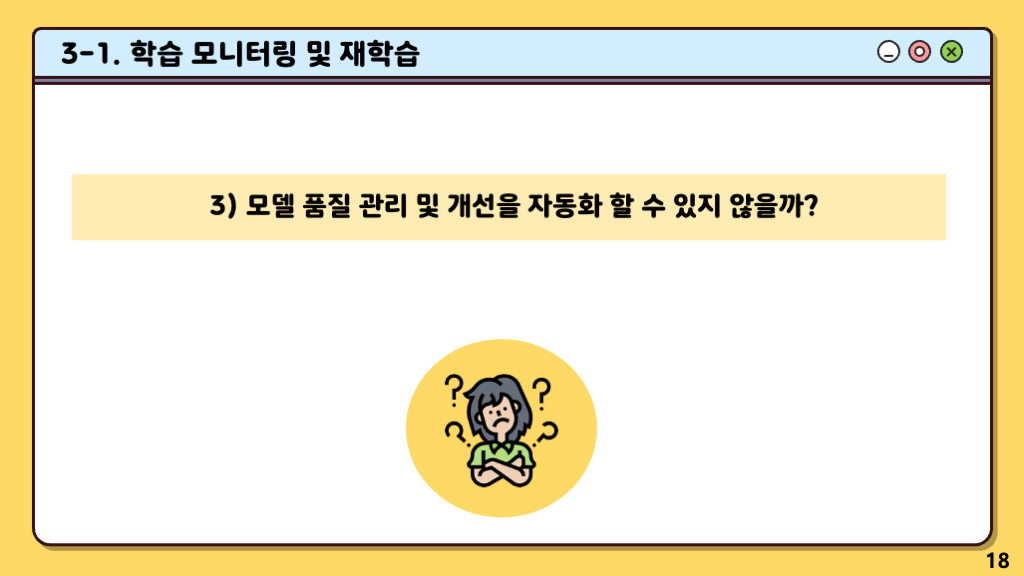 3-1. 학습 모니터링 및 재학습
3) 모델 품질 관리 및 개선을 자동화 할 수 있지 않을까?
? ?
? ?
18